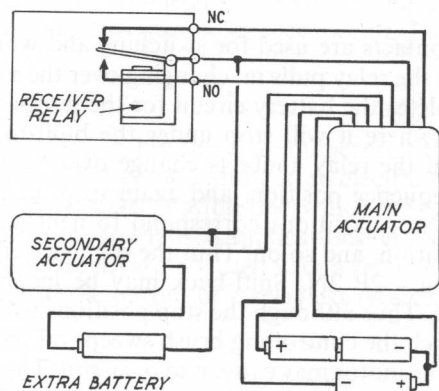 NC
NO
RECEIVER
RELAY
MAIN
ACTUATOR
SECONDARY
ACTUATOR
+ -
- +
EXTRA BATTERY